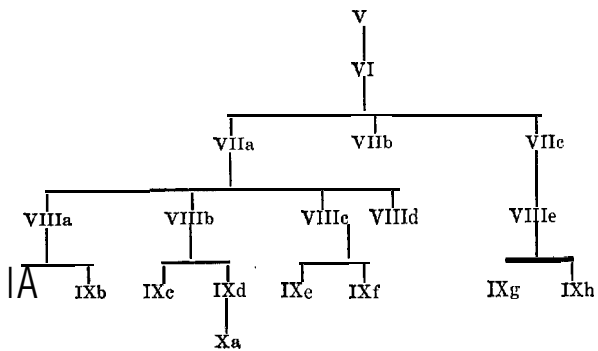 V
VI
VIIa VIIb VIIc
VIIIa VIIIb VIIIc VIIId VIIIe
IA IXb IXc IXd IXe IXf IXg IXh
Xa